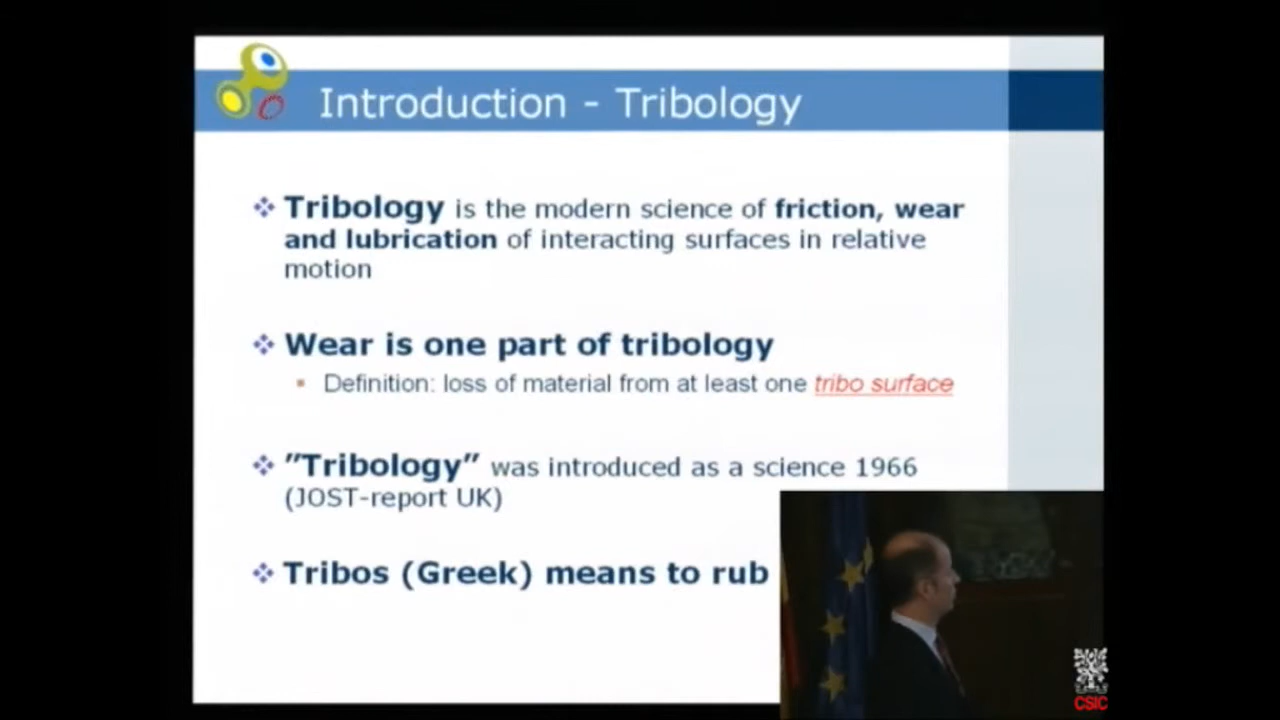 Introduction - Tribology
Tribology is the modern science of friction, wear
and lubrication of interacting surfaces in relative
motion
Wear is one part of tribology
Definition: loss of material from at least one tribo surface
”Tribology” was introduced as a science 1966
(JOST-report UK)
Tribos (Greek) means to rub
CSIC